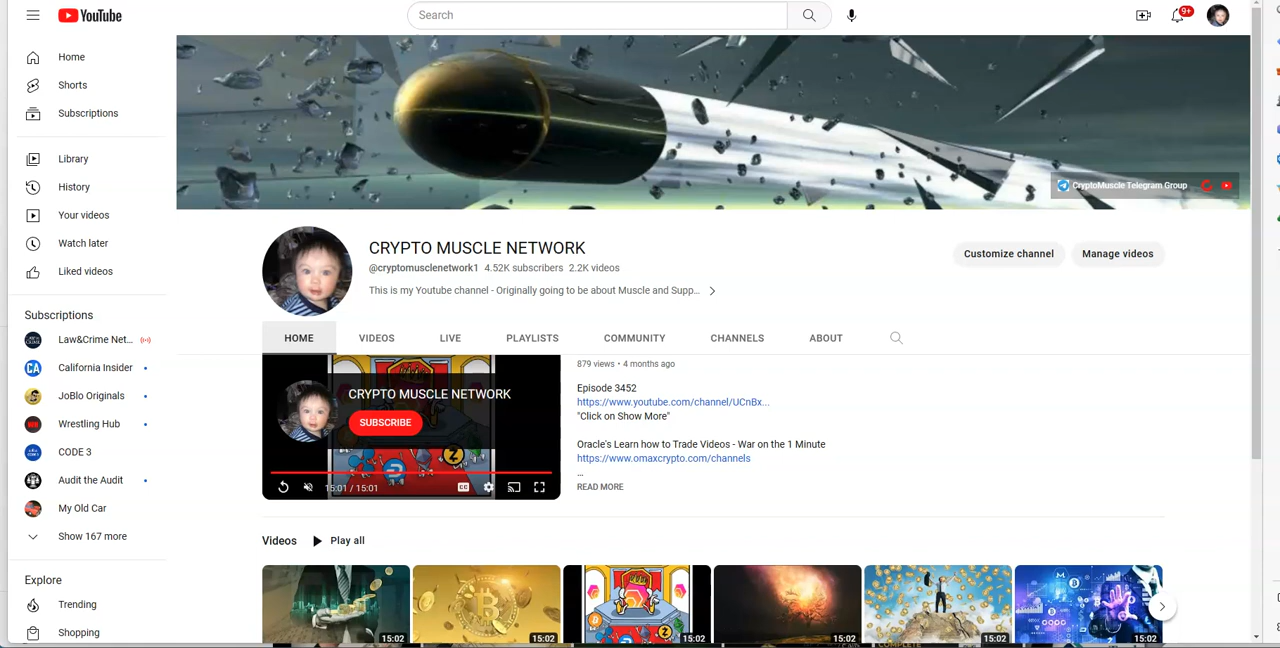 YouTube
Search
9+
Home
Shorts
Subscriptions
Library
History
Your videos
Watch later
Liked videos
Subscriptions
Law&Crime Net...
CA
California Insider
JoBlo Originals
Wrestling Hub
CODE 3
Audit the Audit
My Old Car
Show 167 more
Explore
Trending
Shopping
CryptoMuscle Telegram Group
CRYPTO MUSCLE NETWORK
@cryptomusclenetwork1 4.52K subscribers 2.2K videos
This is my Youtube channel - Originally going to be about Muscle and Supp...
Customize channel
Manage videos
HOME VIDEOS LIVE PLAYLISTS COMMUNITY CHANNELS ABOUT
CRYPTO MUSCLE NETWORK
SUBSCRIBE
15:01 / 15:01
CC
879 views • 4 months ago
Episode 3452
https://www.youtube.com/channel/UCnBx...
"Click on Show More"
Oracle's Learn how to Trade Videos - War on the 1 Minute
https://www.omaxcrypto.com/channels
...
READ MORE
Videos Play all
15:02 15:02 15:02 15:02 15:02 15:02